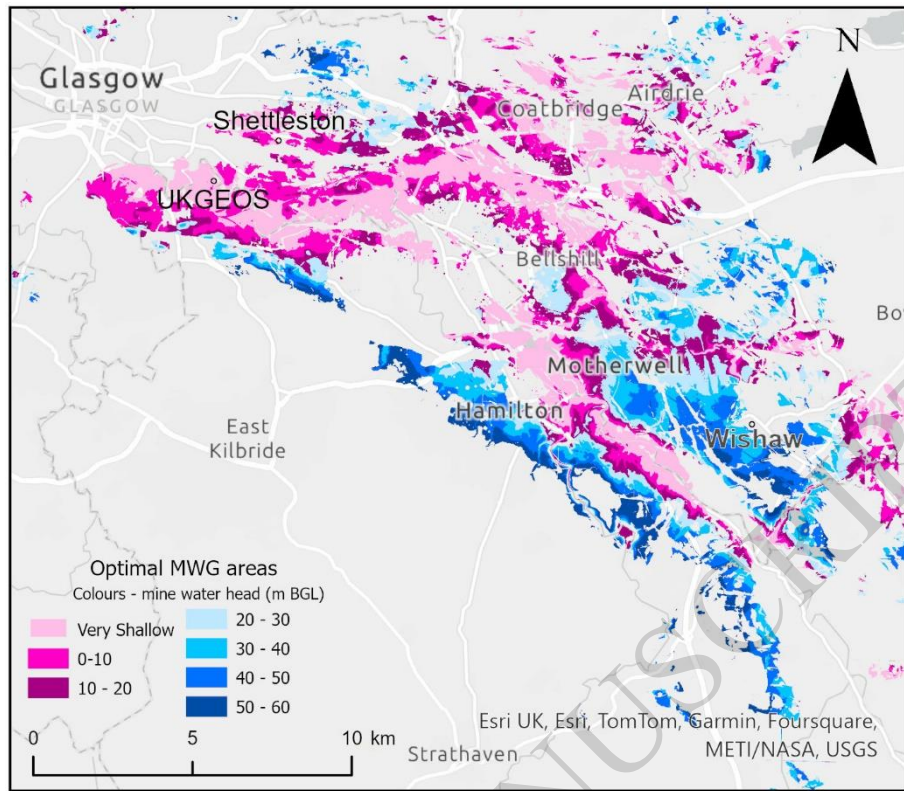 N
Glasgow
GLASGOW
Airdrie
Coatbridge
Shettleston
UKGEOS
Bellshill
Bo
Motherwell
Hamilton
East
Kilbride
Wishaw
Optimal MWG areas
Colours - mine water head (m BGL)
Very Shallow
0-10
10 - 20
20 - 30
30 - 40
40 - 50
50 - 60
0 5 10 km
Strathaven
Esri UK, Esri, TomTom, Garmin, Foursquare,
METI/NASA, USGS
NUSCRIP